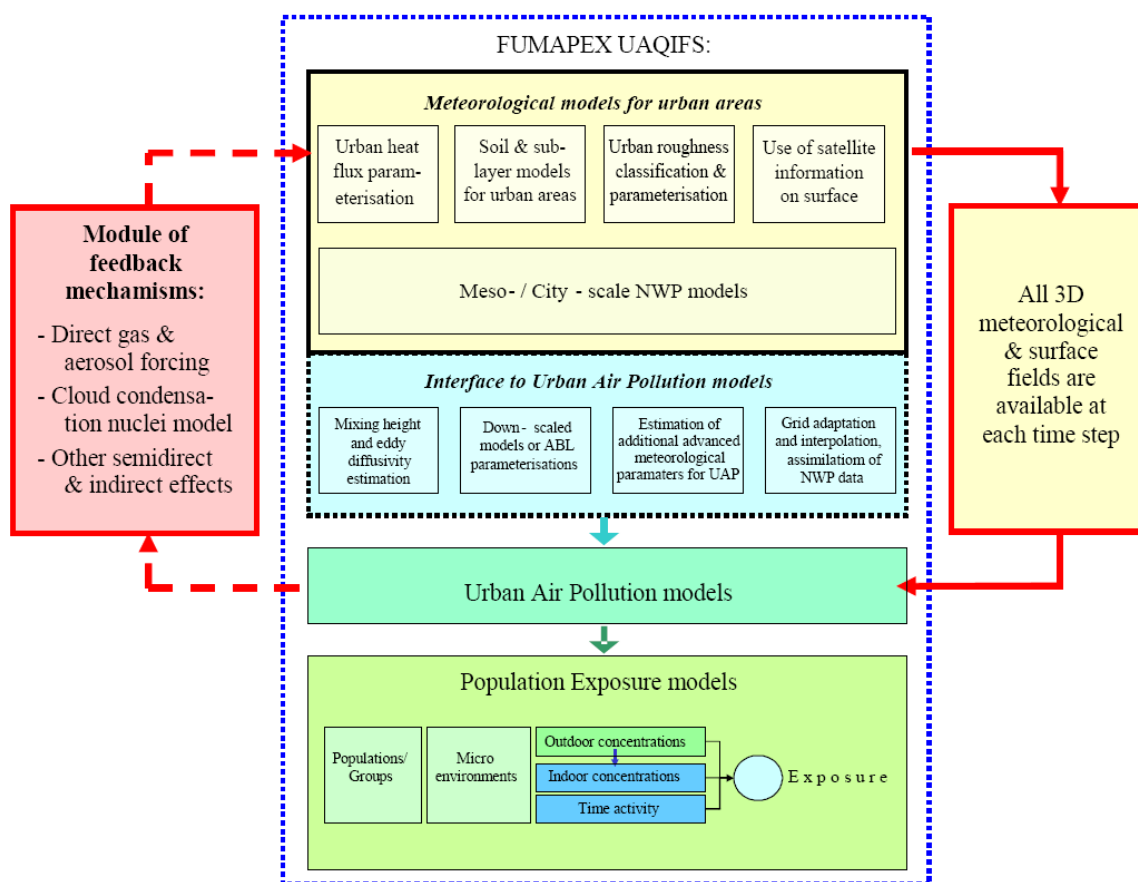 FUMAPEX UAQIFS:
Meteorological models for urban areas
Urban heat
flux param-
eterisation
Soil & sub-
layer models
for urban areas
Urban roughness
classification &
parameterisation
Use of satellite
information
on surface
Meso- / City - scale NWP models
Module of
feedback
mechamisms:
- Direct gas &
aerosol forcing
- Cloud condensa-
tion nuclei model
- Other semidirect
& indirect effects
All 3D
meteorological
& surface
fields are
available at
each time step
Interface to Urban Air Pollution models
Mixing height
and eddy
diffusivity
estimation
Down- scaled
models or ABL
parameterisations
Estimation of
additional advanced
meteorological
paramaters for UAP
Grid adaptation
and interpolation,
assimilatiom of
NWP data
Urban Air Pollution models
Population Exposure models
Populations/
Groups
Micro
environments
Outdoor concentrations
Indoor concentrations
Time activity
Exposure